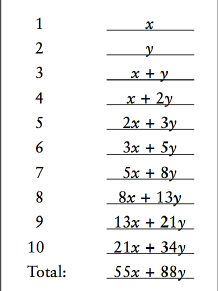 1 x
2 y
3 x + y
4 x + 2y
5 2x + 3y
6 3x + 5y
7 5x + 8y
8 8x + 13y
9 13x + 21y
10 21x + 34y
Total: 55x + 88y